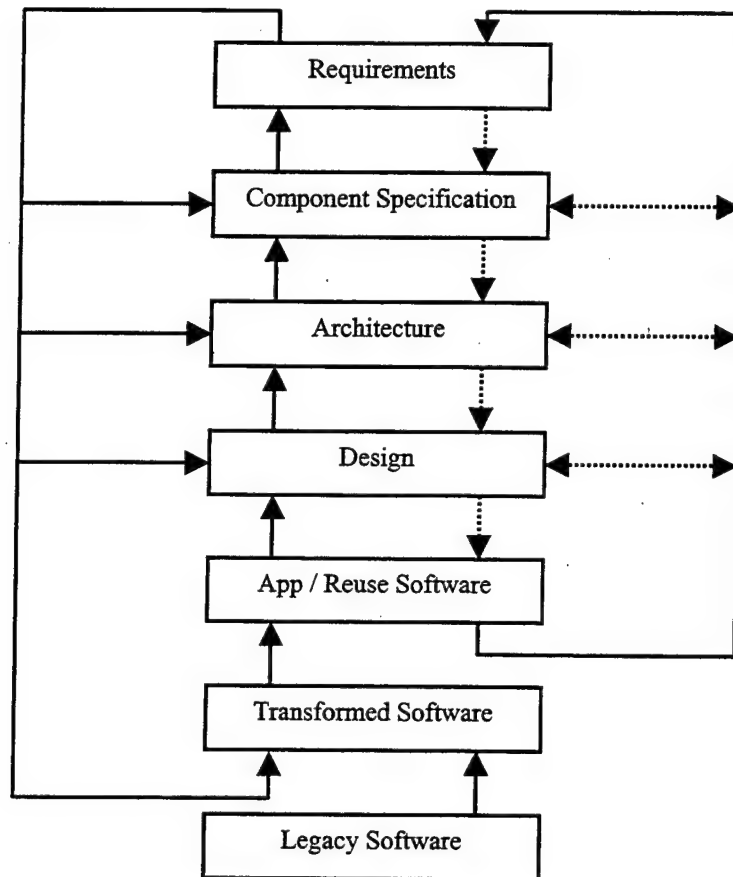 Requirements
Component Specification
Architecture
Design
App / Reuse Software
Transformed Software
Legacy Software